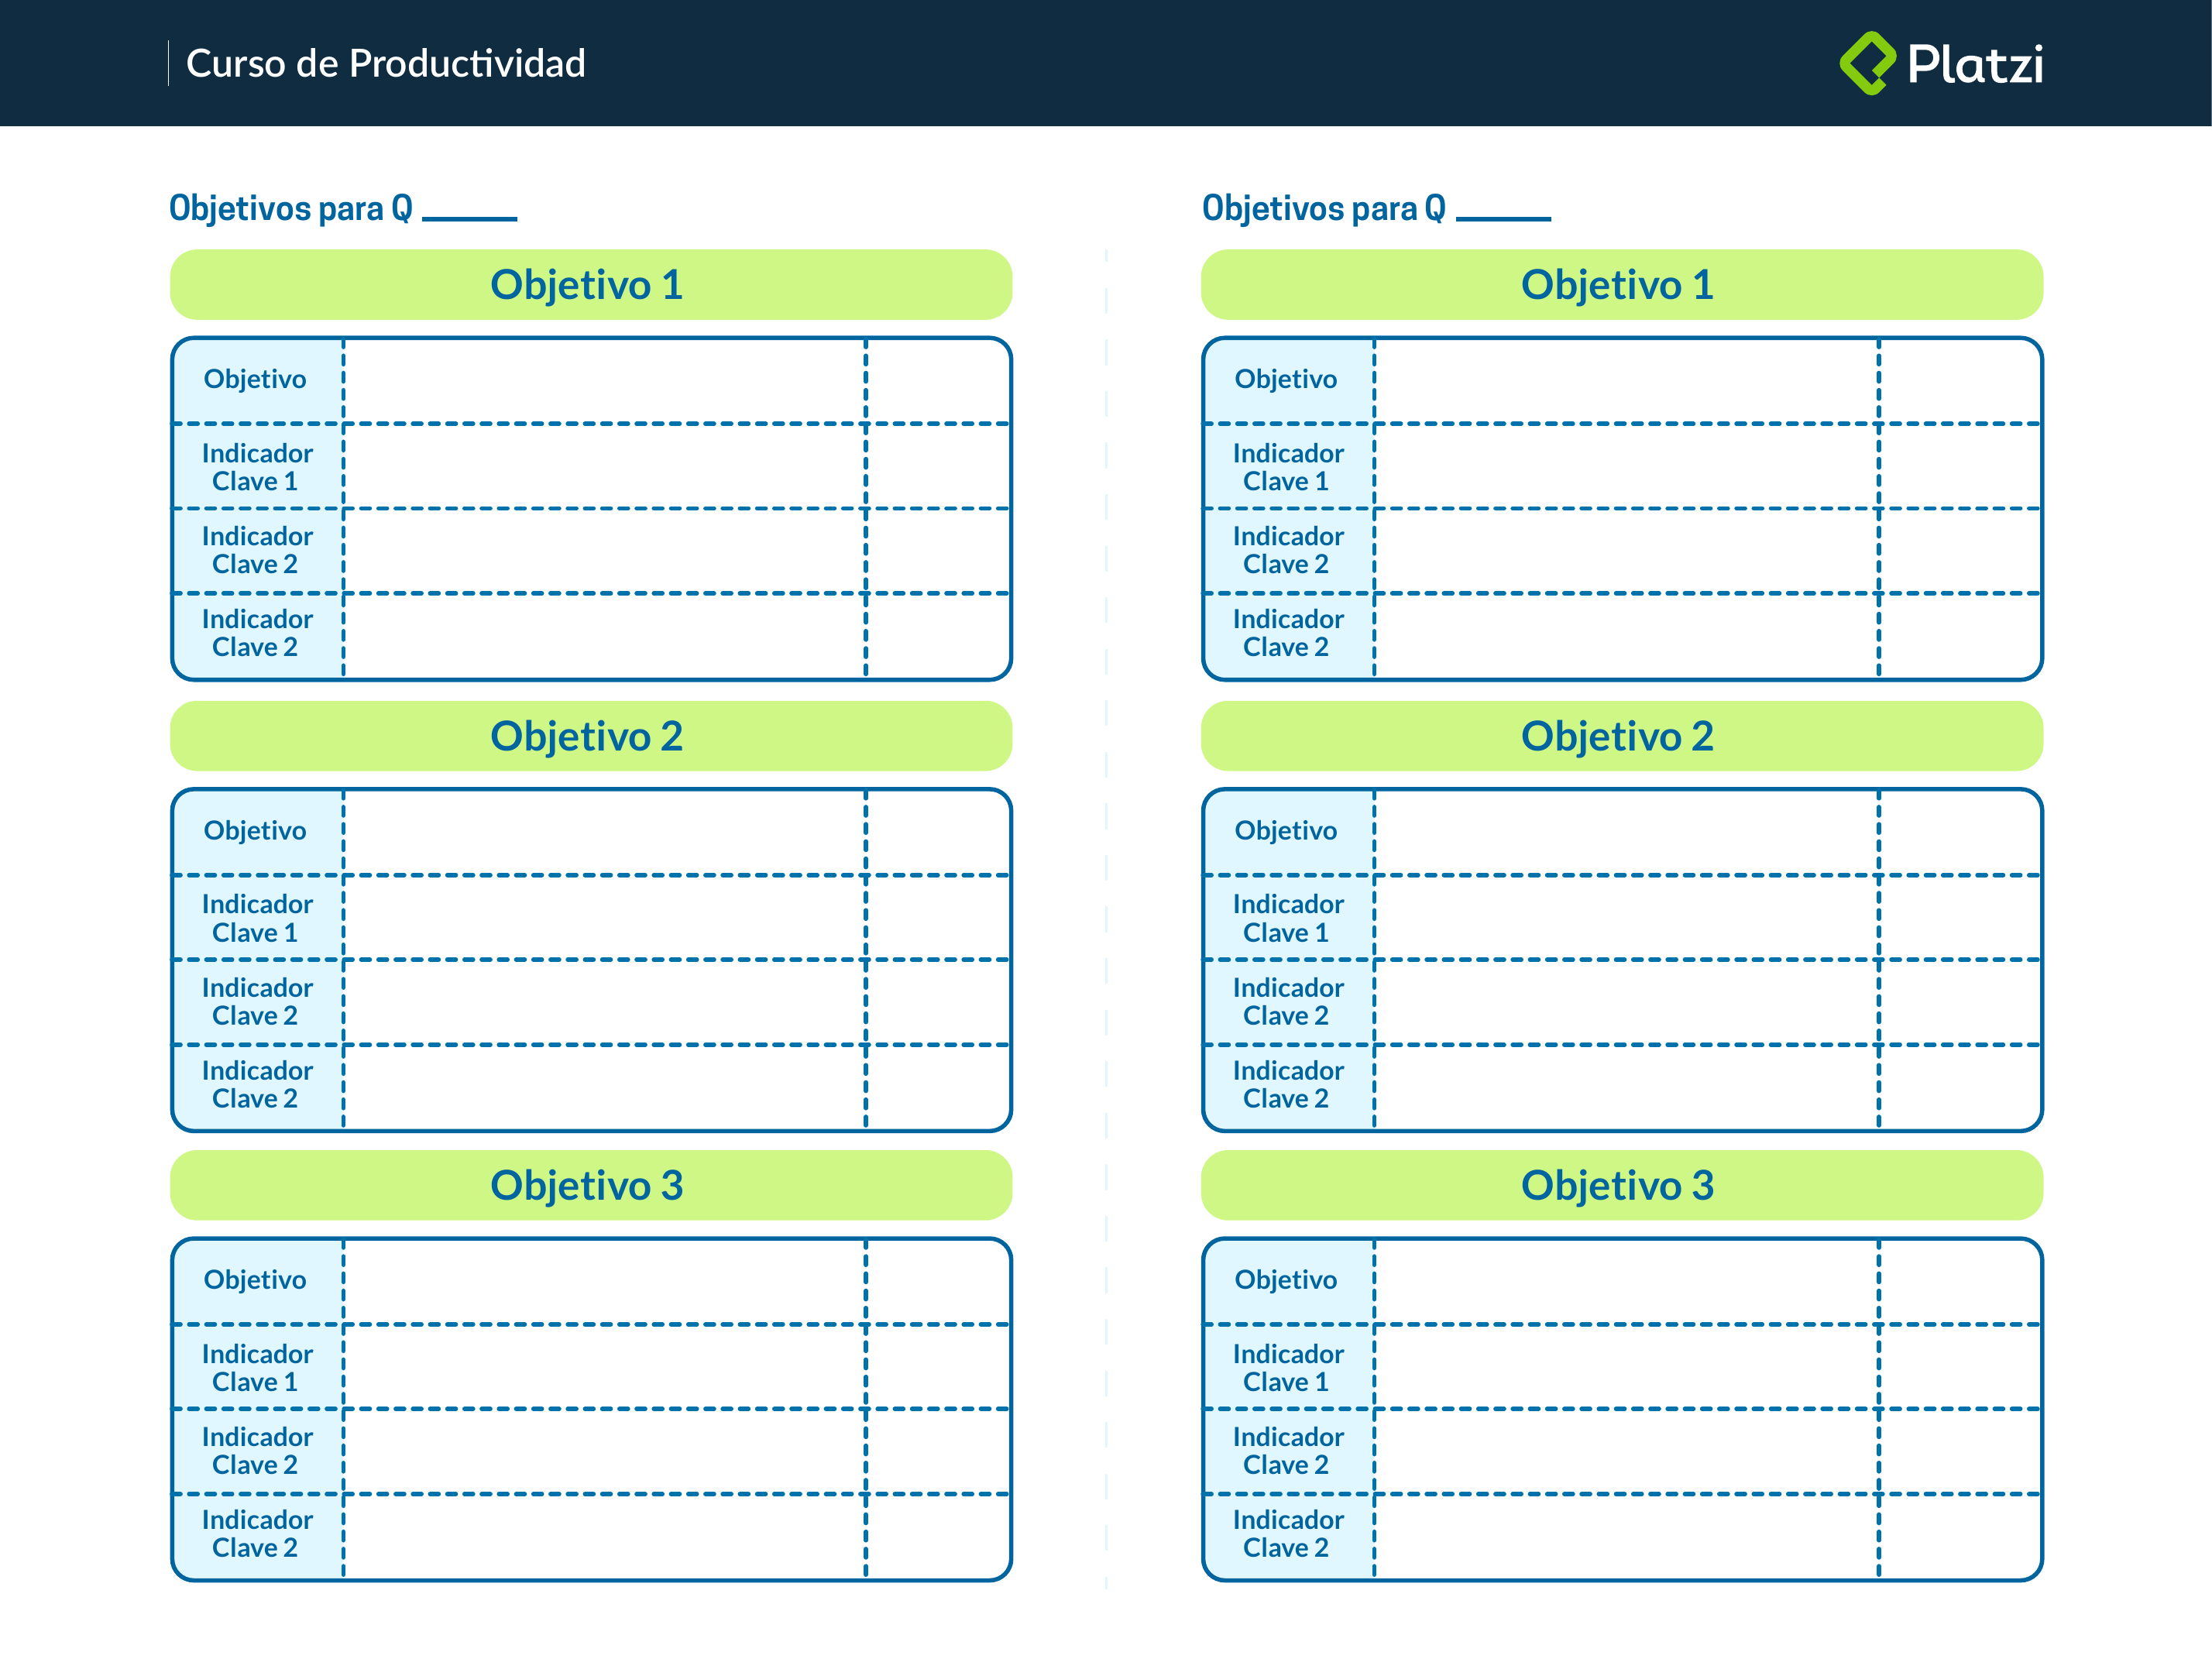 Curso de Productividad
Platzi
Objetivos para Q ______
Objetivo 1
Objetivo
Indicador
Clave 1
Indicador
Clave 2
Indicador
Clave 2
Objetivo 2
Objetivo
Indicador
Clave 1
Indicador
Clave 2
Indicador
Clave 2
Objetivo 3
Objetivo
Indicador
Clave 1
Indicador
Clave 2
Indicador
Clave 2
Objetivos para Q ______
Objetivo 1
Objetivo
Indicador
Clave 1
Indicador
Clave 2
Indicador
Clave 2
Objetivo 2
Objetivo
Indicador
Clave 1
Indicador
Clave 2
Indicador
Clave 2
Objetivo 3
Objetivo
Indicador
Clave 1
Indicador
Clave 2
Indicador
Clave 2